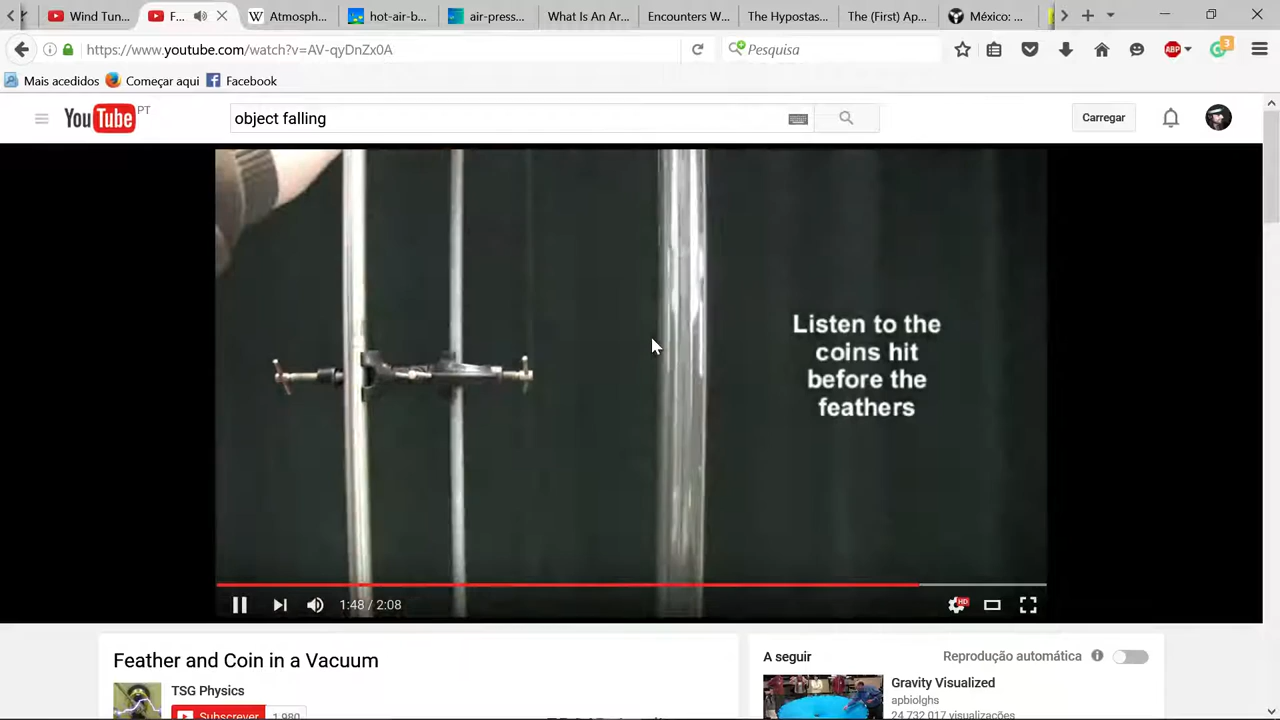 Wind Tun
F
Atmosph
hot-air-b...
air-press...
What Is An Ar...
Encounters W...
The Hypostas...
The (First) Ap...
México: ...
https://www.youtube.com/watch?v=AV-qyDnZx0A
Pesquisa
ABP
3
Mais acedidos
Começar aqui
Facebook
YouTube PT
object falling
Carregar
Listen to the
coins hit
before the
feathers
1:48 / 2:08
HD
Feather and Coin in a Vacuum
TSG Physics
Subscrever 1.980
A seguir
Reprodução automática
Gravity Visualized
apbiolghs
24 732 017 visualizações